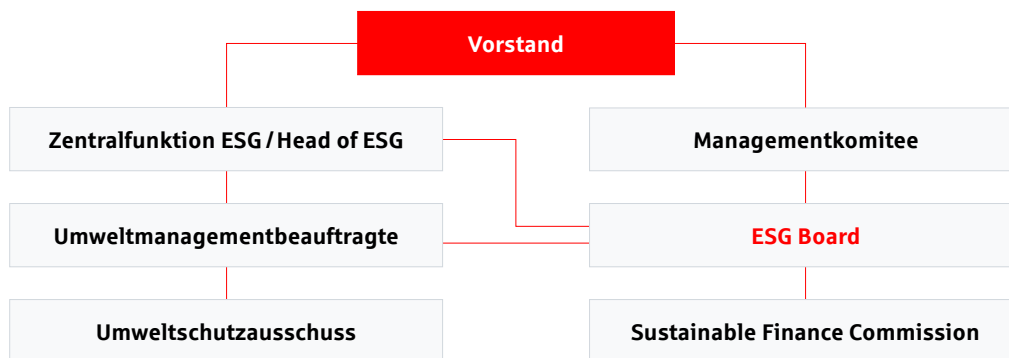 Vorstand
Zentralfunktion ESG / Head of ESG
Managementkomitee
Umweltmanagementbeauftragte
ESG Board
Umweltschutzausschuss
Sustainable Finance Commission